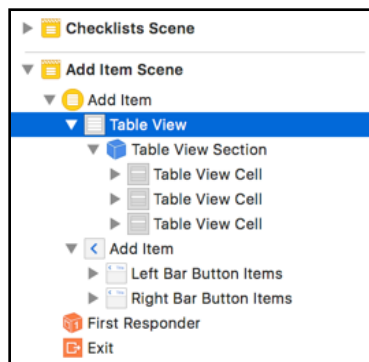 Checklists Scene
Add Item Scene
Add Item
Table View
Table View Section
Table View Cell
Table View Cell
Table View Cell
Add Item
Left Bar Button Items
Right Bar Button Items
First Responder
Exit